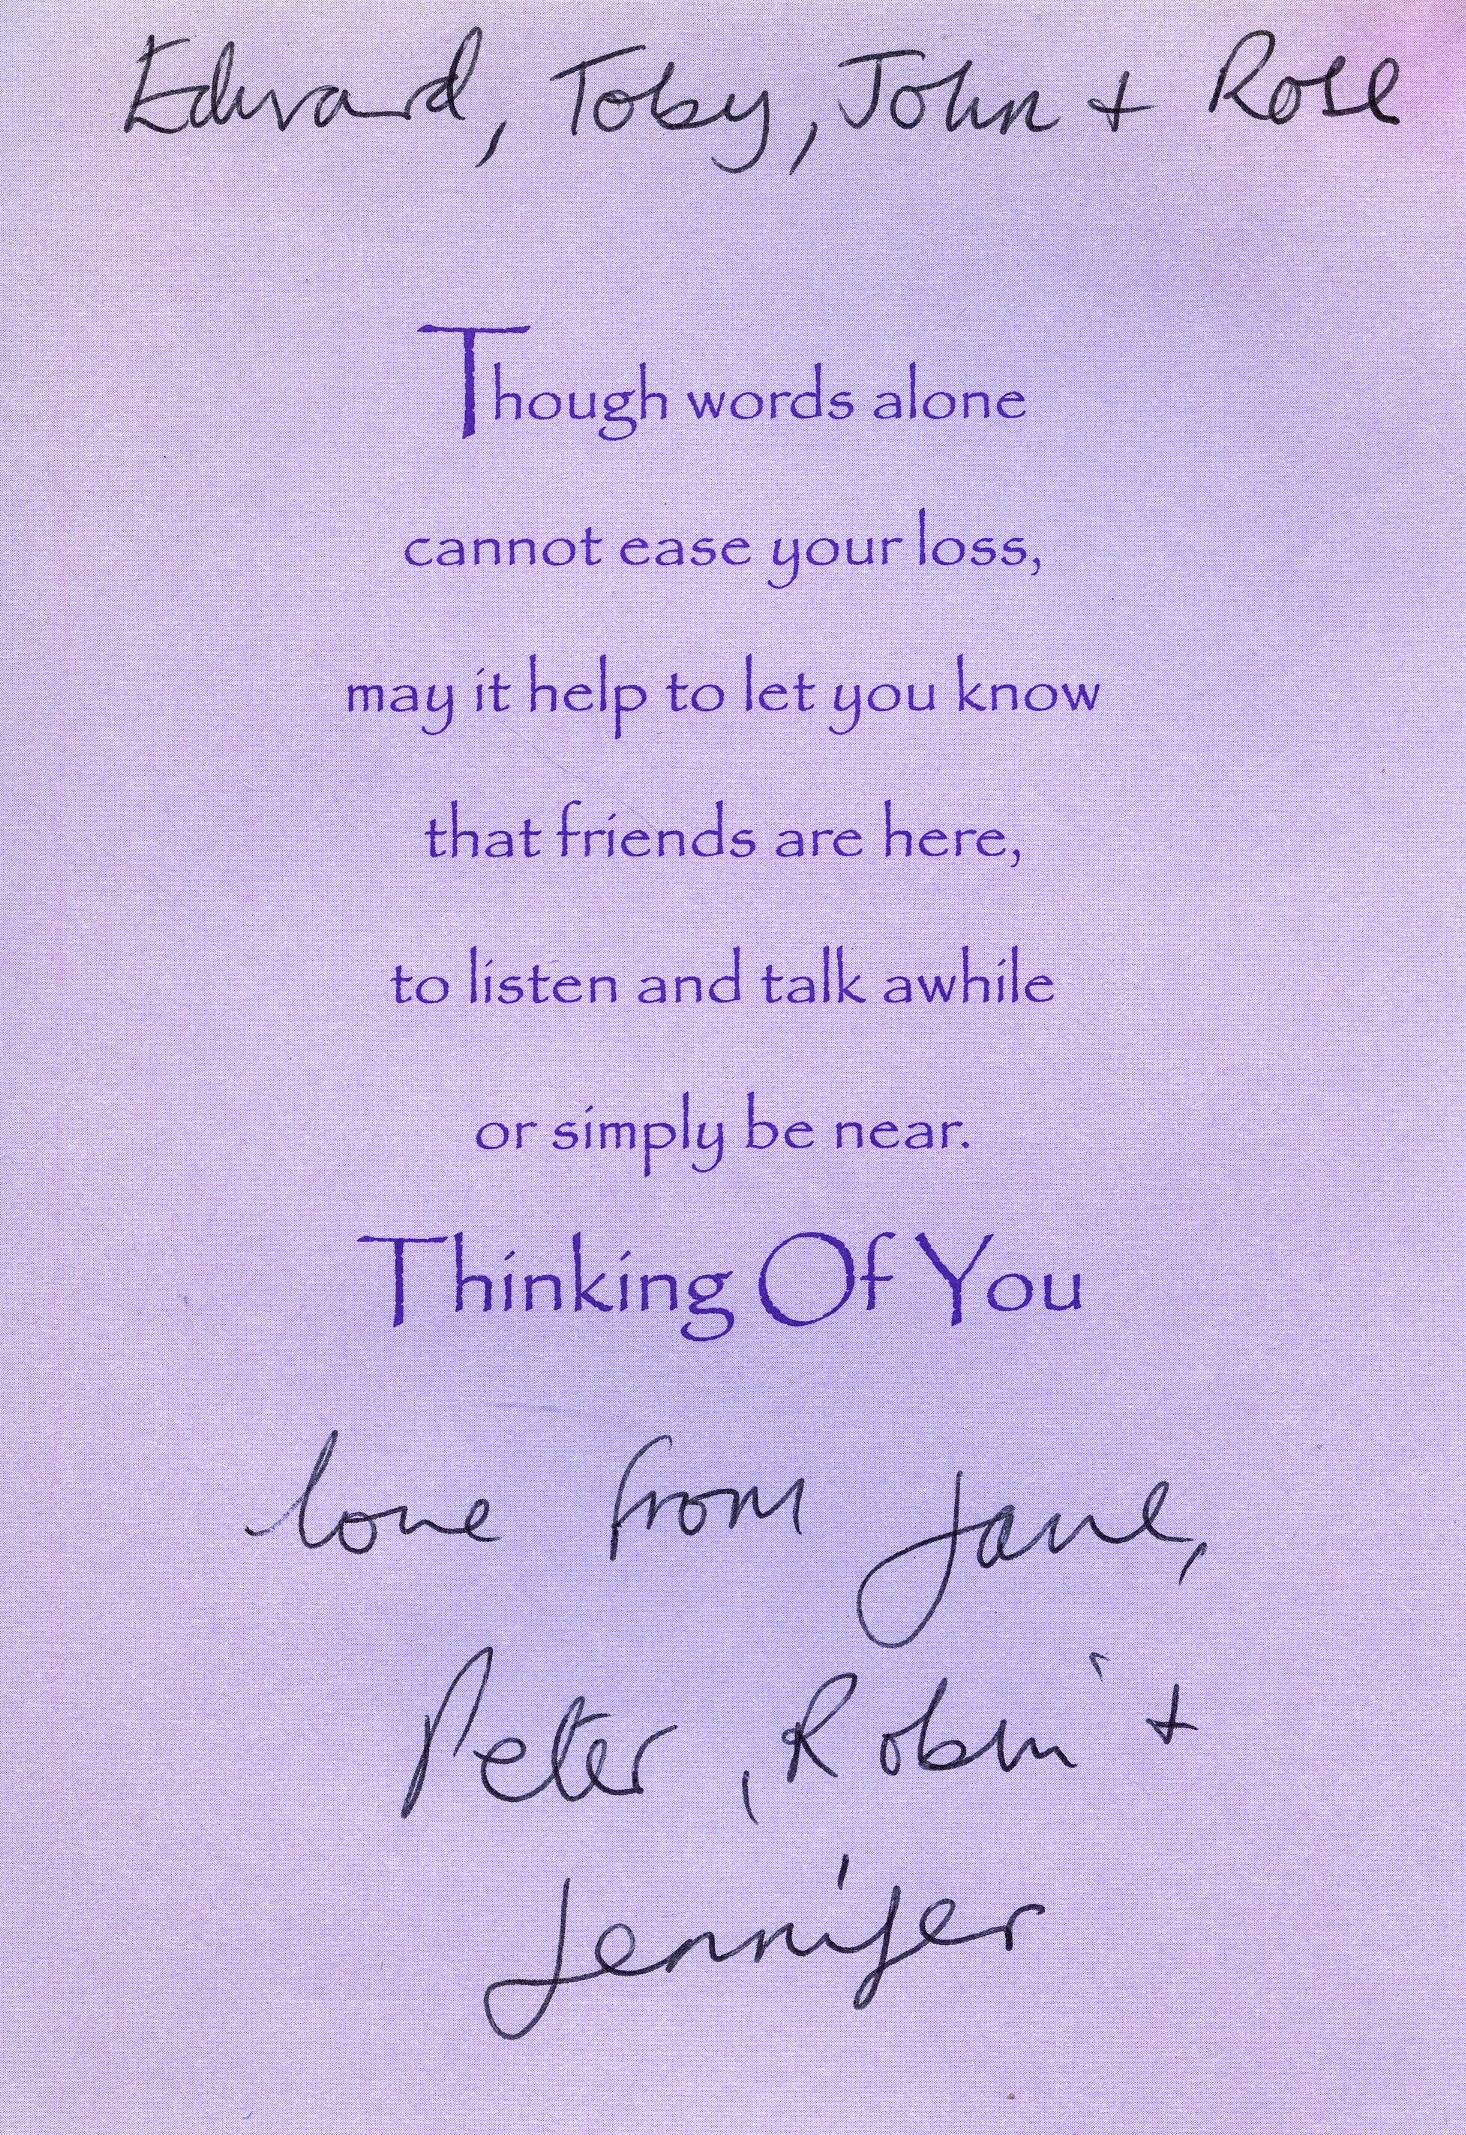 Edward, Toby, John + Rose
Though words alone
cannot ease your loss,
may it help to let you know
that friends are here,
to listen and talk awhile
or simply be near.
Thinking Of You
love from Jane,
Peter, Robin +
Jennifer